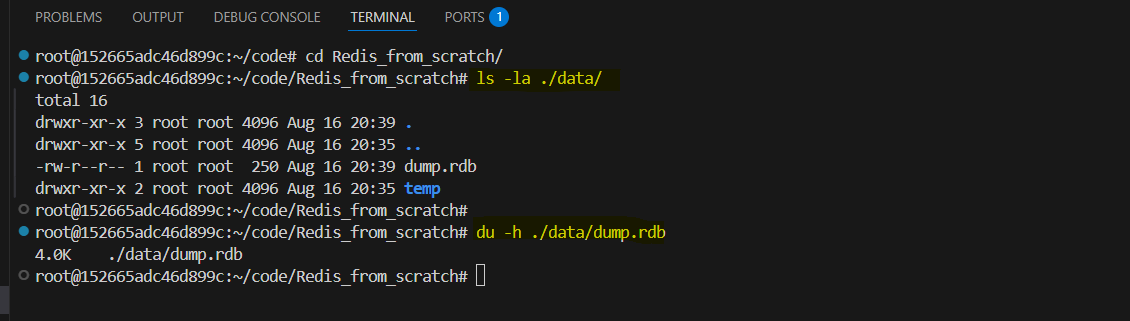 PROBLEMS OUTPUT DEBUG CONSOLE TERMINAL PORTS 1
root@152665adc46d899c:~/code# cd Redis_from_scratch/
root@152665adc46d899c:~/code/Redis_from_scratch# ls -la ./data/
total 16
drwxr-xr-x 3 root root 4096 Aug 16 20:39 .
drwxr-xr-x 5 root root 4096 Aug 16 20:35 ..
-rw-r--r-- 1 root root  250 Aug 16 20:39 dump.rdb
drwxr-xr-x 2 root root 4096 Aug 16 20:35 temp
root@152665adc46d899c:~/code/Redis_from_scratch#
root@152665adc46d899c:~/code/Redis_from_scratch# du -h ./data/dump.rdb
4.0K    ./data/dump.rdb
root@152665adc46d899c:~/code/Redis_from_scratch#